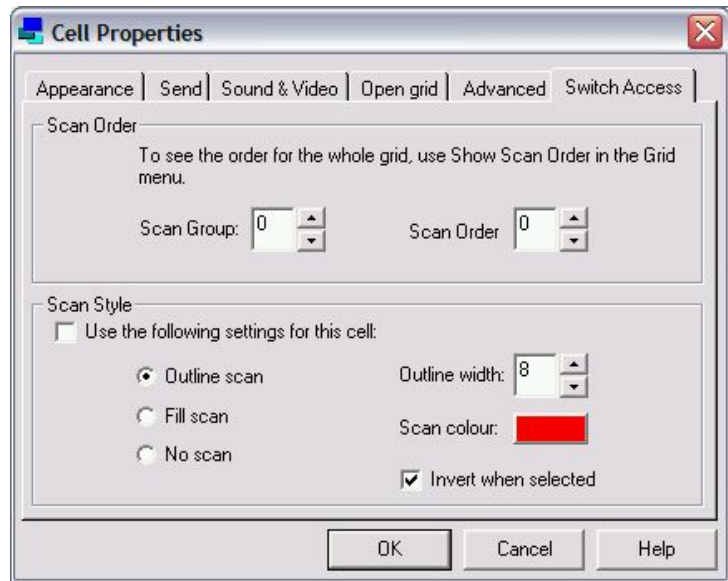 Cell Properties
Appearance Send Sound & Video Open grid Advanced Switch Access
Scan Order
To see the order for the whole grid, use Show Scan Order in the Grid
menu.
Scan Group: 0 Scan Order 0
Scan Style
Use the following settings for this cell:
Outline scan Outline width: 8
Fill scan Scan colour:
No scan
Invert when selected
OK Cancel Help